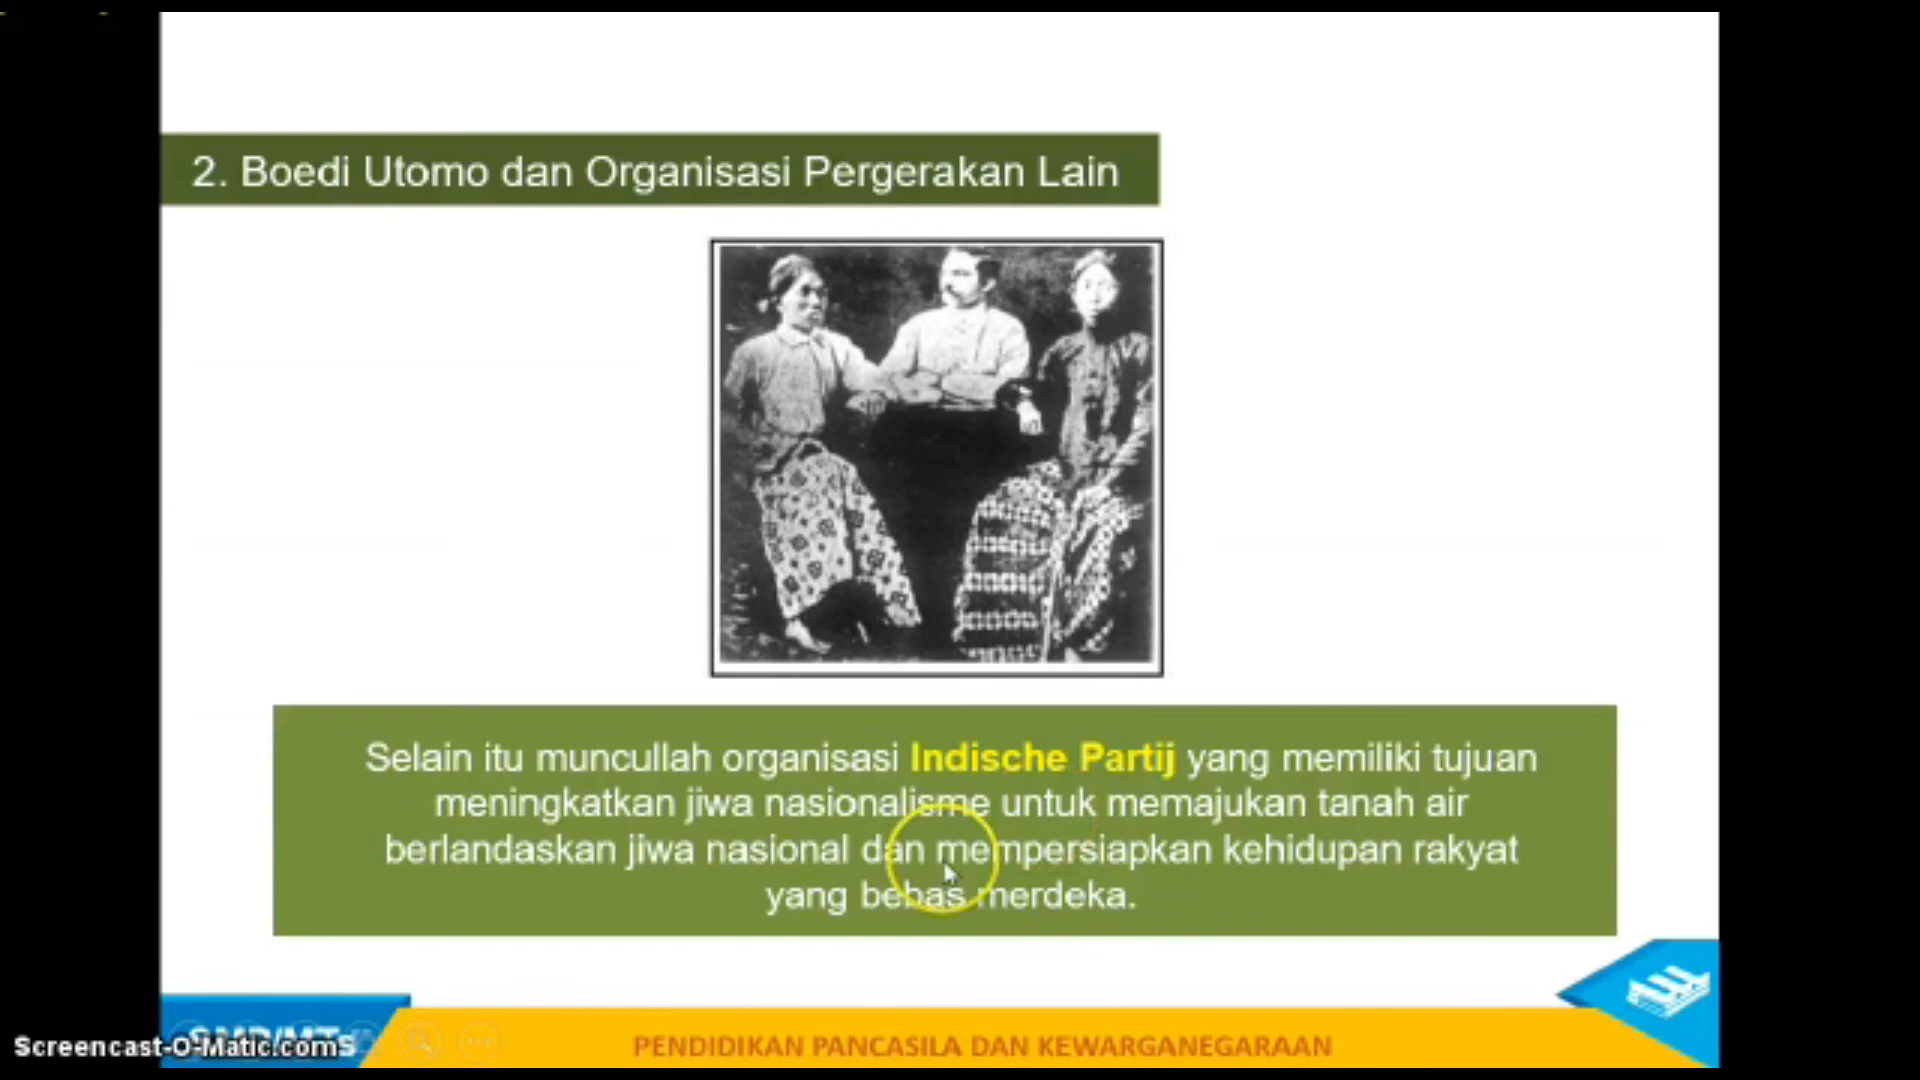 2. Boedi Utomo dan Organisasi Pergerakan Lain
Selain itu muncullah organisasi Indische Partij yang memiliki tujuan
meningkatkan jiwa nasionalisme untuk memajukan tanah air
berlandaskan jiwa nasional dan mempersiapkan kehidupan rakyat
yang bebas merdeka.
SMP/MTs
Screencast-O-Matic.com
PENDIDIKAN PANCASILA DAN KEWARGANEGARAAN